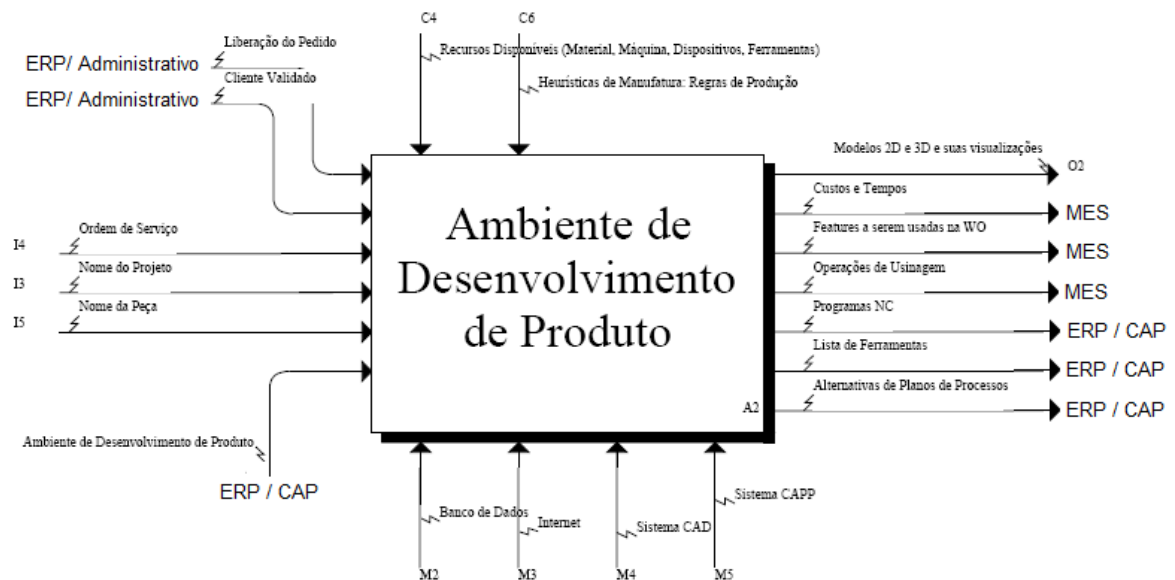 C4
C6
Liberação do Pedido
Recursos Disponíveis (Material, Máquina, Dispositivos, Ferramentas)
ERP/ Administrativo
Cliente Validado
Heurísticas de Manufatura: Regras de Produção
ERP/ Administrativo
Modelos 2D e 3D e suas visualizações
O2
Custos e Tempos
MES
Ordem de Serviço
I4
Features a serem usadas na WO
MES
Nome do Projeto
I3
Operações de Usinagem
MES
Nome da Peça
I5
Programas NC
ERP / CAP
Ambiente de
Desenvolvimento
de Produto
Lista de Ferramentas
ERP / CAP
Alternativas de Planos de Processos
ERP / CAP
A2
Ambiente de Desenvolvimento de Produto
ERP / CAP
Banco de Dados
Internet
Sistema CAD
Sistema CAPP
M2
M3
M4
M5